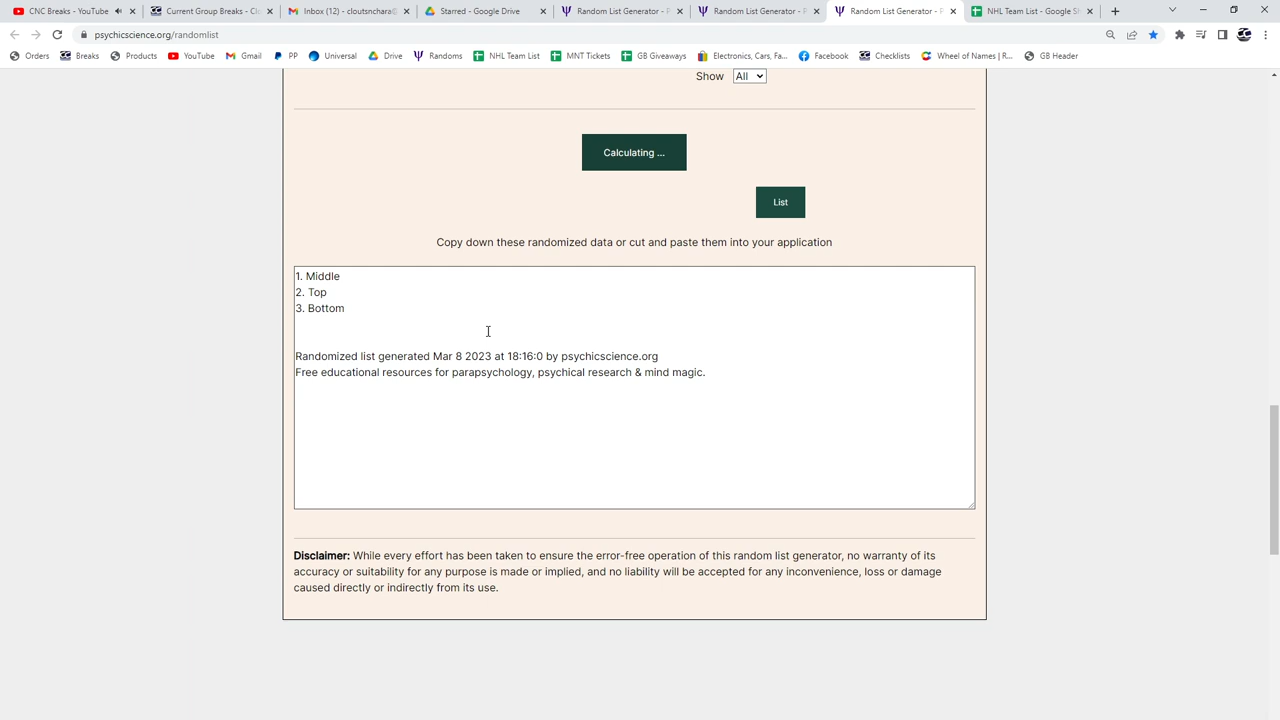 CNC Breaks - YouTube
Current Group Breaks - Clo
Inbox (12) - cloutsnchara@
Starred - Google Drive
Random List Generator - P
Random List Generator - P
Random List Generator - P
NHL Team List - Google Sh
psychicscience.org/randomlist
Orders
Breaks
Products
YouTube
Gmail
PP
Universal
Drive
Randoms
NHL Team List
MNT Tickets
GB Giveaways
Electronics, Cars, Fa...
Facebook
Checklists
Wheel of Names | R...
GB Header
Show All
Calculating ...
List
Copy down these randomized data or cut and paste them into your application
1. Middle
2. Top
3. Bottom
Randomized list generated Mar 8 2023 at 18:16:0 by psychicscience.org
Free educational resources for parapsychology, psychical research & mind magic.
Disclaimer: While every effort has been taken to ensure the error-free operation of this random list generator, no warranty of its
accuracy or suitability for any purpose is made or implied, and no liability will be accepted for any inconvenience, loss or damage
caused directly or indirectly from its use.